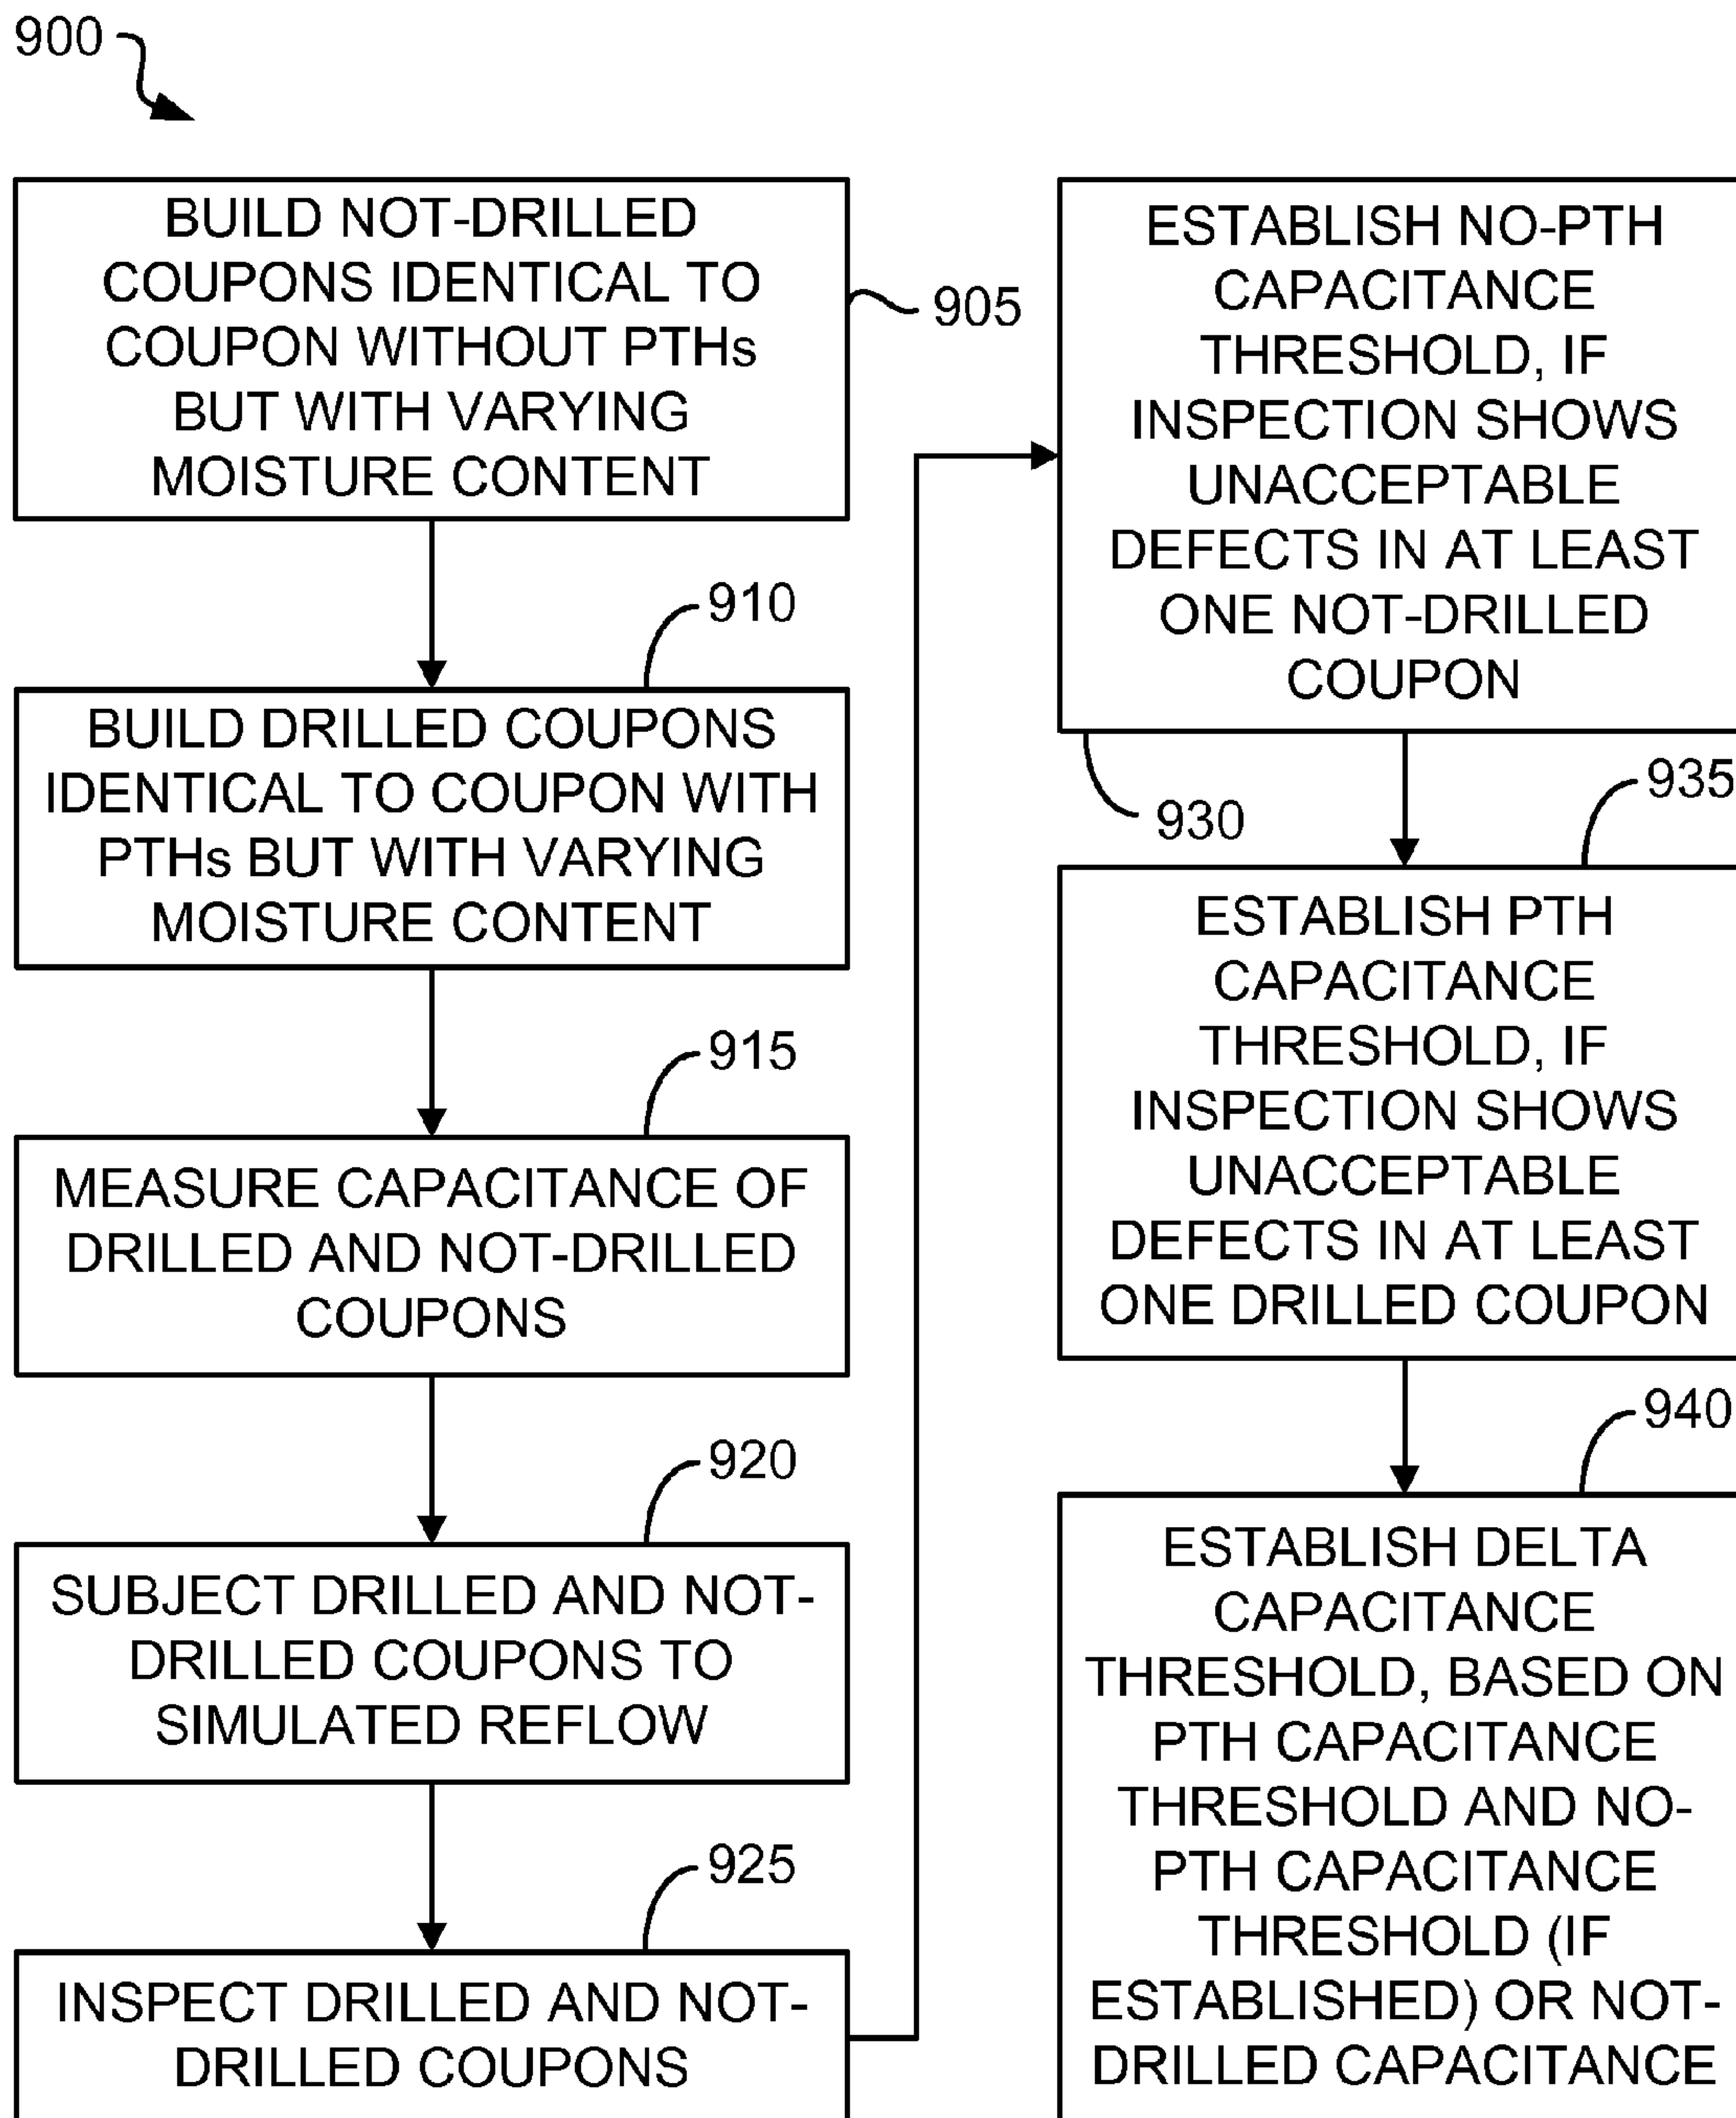 900
BUILD NOT-DRILLED
COUPONS IDENTICAL TO
COUPON WITHOUT PTHs
BUT WITH VARYING
MOISTURE CONTENT
905
910
BUILD DRILLED COUPONS
IDENTICAL TO COUPON WITH
PTHs BUT WITH VARYING
MOISTURE CONTENT
915
MEASURE CAPACITANCE OF
DRILLED AND NOT-DRILLED
COUPONS
920
SUBJECT DRILLED AND NOT-
DRILLED COUPONS TO
SIMULATED REFLOW
925
INSPECT DRILLED AND NOT-
DRILLED COUPONS
ESTABLISH NO-PTH
CAPACITANCE
THRESHOLD, IF
INSPECTION SHOWS
UNACCEPTABLE
DEFECTS IN AT LEAST
ONE NOT-DRILLED
COUPON
930
935
ESTABLISH PTH
CAPACITANCE
THRESHOLD, IF
INSPECTION SHOWS
UNACCEPTABLE
DEFECTS IN AT LEAST
ONE DRILLED COUPON
940
ESTABLISH DELTA
CAPACITANCE
THRESHOLD, BASED ON
PTH CAPACITANCE
THRESHOLD AND NO-
PTH CAPACITANCE
THRESHOLD (IF
ESTABLISHED) OR NOT-
DRILLED CAPACITANCE